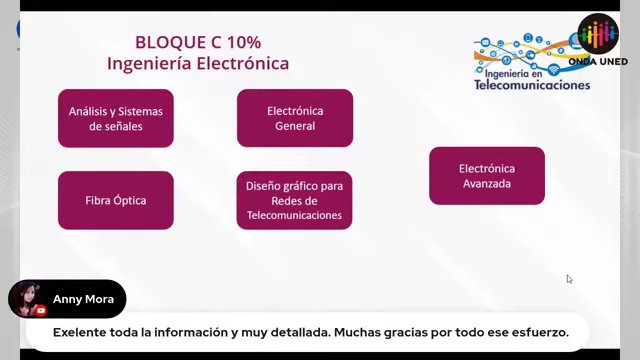 BLOQUE C 10%
Ingeniería Electrónica
ONDA UNED
Ingeniería en
Telecomunicaciones
Análisis y Sistemas
de señales
Electrónica
General
Electrónica
Avanzada
Fibra Óptica
Diseño gráfico para
Redes de
Telecomunicaciones
Anny Mora
Exelente toda la información y muy detallada. Muchas gracias por todo ese esfuerzo.